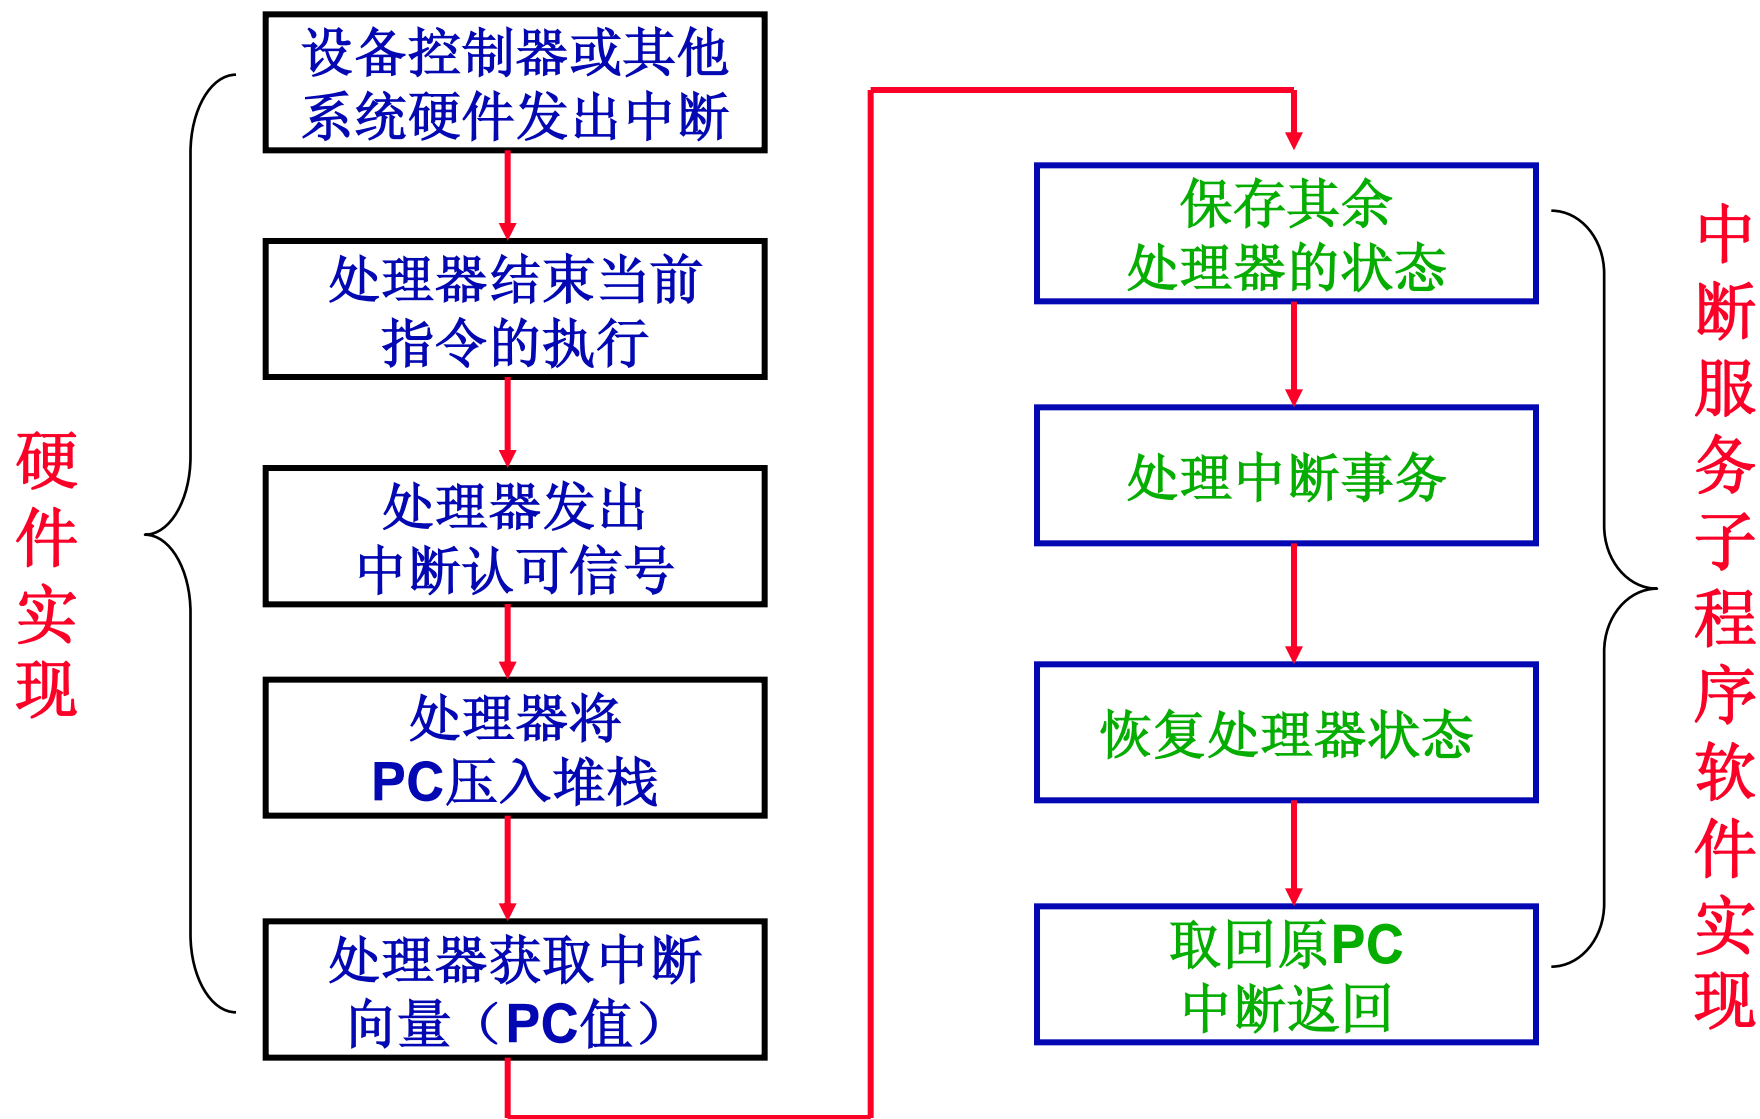 硬件实现
设备控制器或其他
系统硬件发出中断
处理器结束当前
指令的执行
处理器发出
中断认可信号
处理器将
PC压入堆栈
处理器获取中断
向量（PC值）
保存其余
处理器的状态
处理中断事务
恢复处理器状态
取回原PC
中断返回
中断服务子程序软件实现